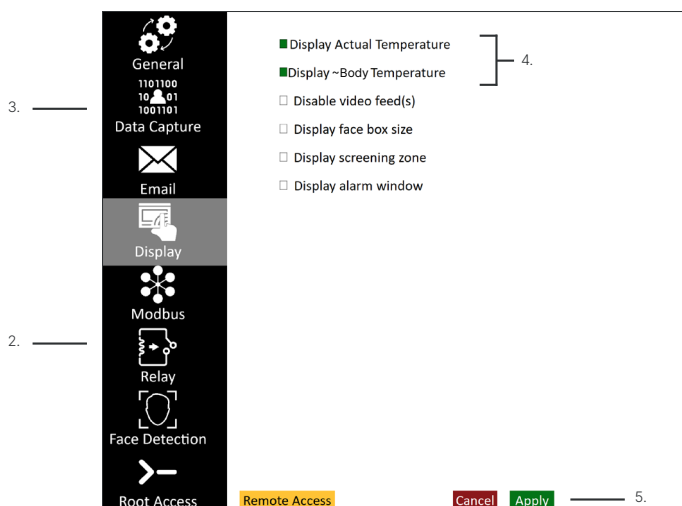 General
1101100
10 01
1001101
Data Capture
3.
Email
Display
Modbus
2.
Relay
Face Detection
Root Access
Display Actual Temperature
Display ~Body Temperature
4.
Disable video feed(s)
Display face box size
Display screening zone
Display alarm window
Remote Access
Cancel
Apply
5.